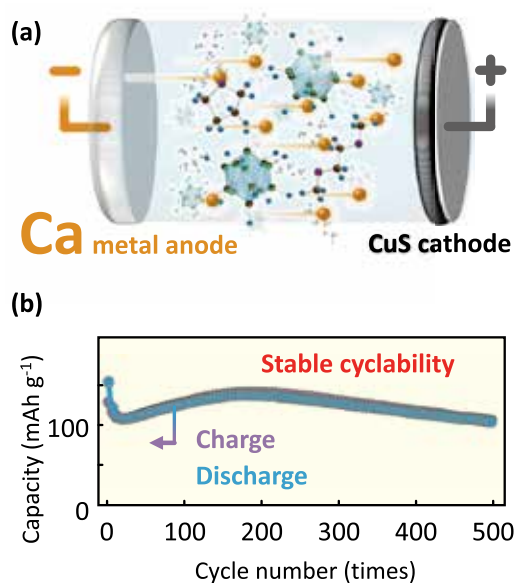 (a)
Ca metal anode
CuS cathode
(b)
Stable cyclability
Charge
Discharge
Capacity (mAh g⁻¹)
100
0
0 100 200 300 400 500
Cycle number (times)